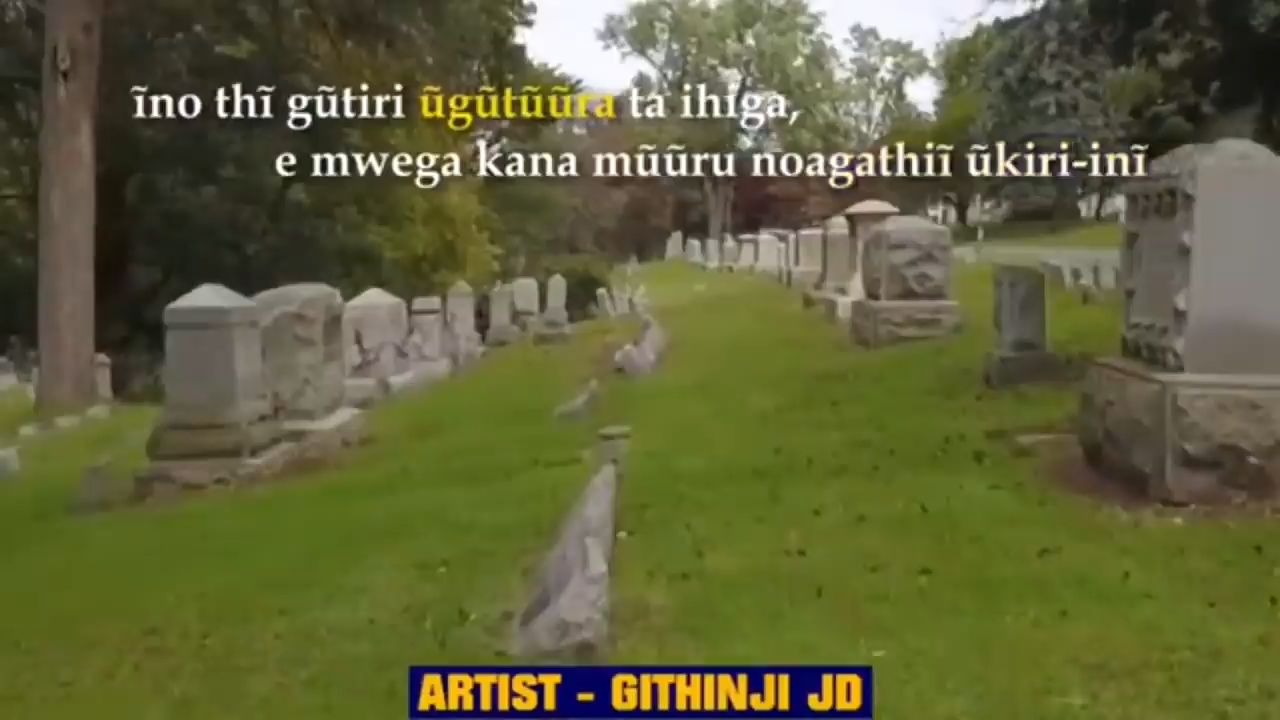 ĩno thĩ gũtiri ũgũtũũra ta ihiga,
e mwega kana mũũru noagathiĩ ũkiri-inĩ
ARTIST - GITHINJI JD